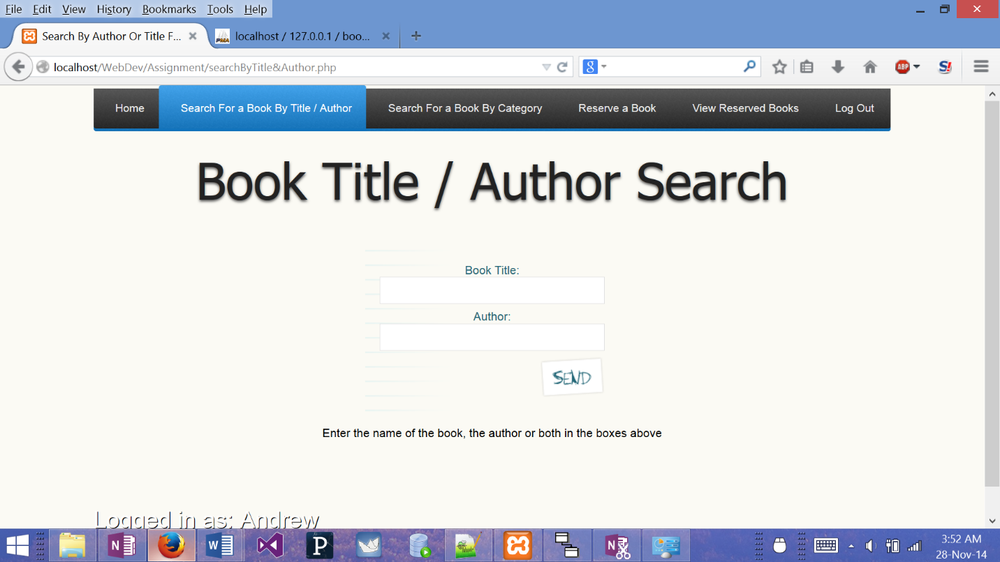 File Edit View History Bookmarks Tools Help
Search By Author Or Title F...
PMA
localhost / 127.0.0.1 / boo...
localhost/WebDev/Assignment/searchByTitle&Author.php
g
ABP
S!
Home
Search For a Book By Title / Author
Search For a Book By Category
Reserve a Book
View Reserved Books
Log Out
Book Title / Author Search
Book Title:
Author:
SEND
Enter the name of the book, the author or both in the boxes above
Logged in as: Andrew
N
W
P
N
3:52 AM
28-Nov-14